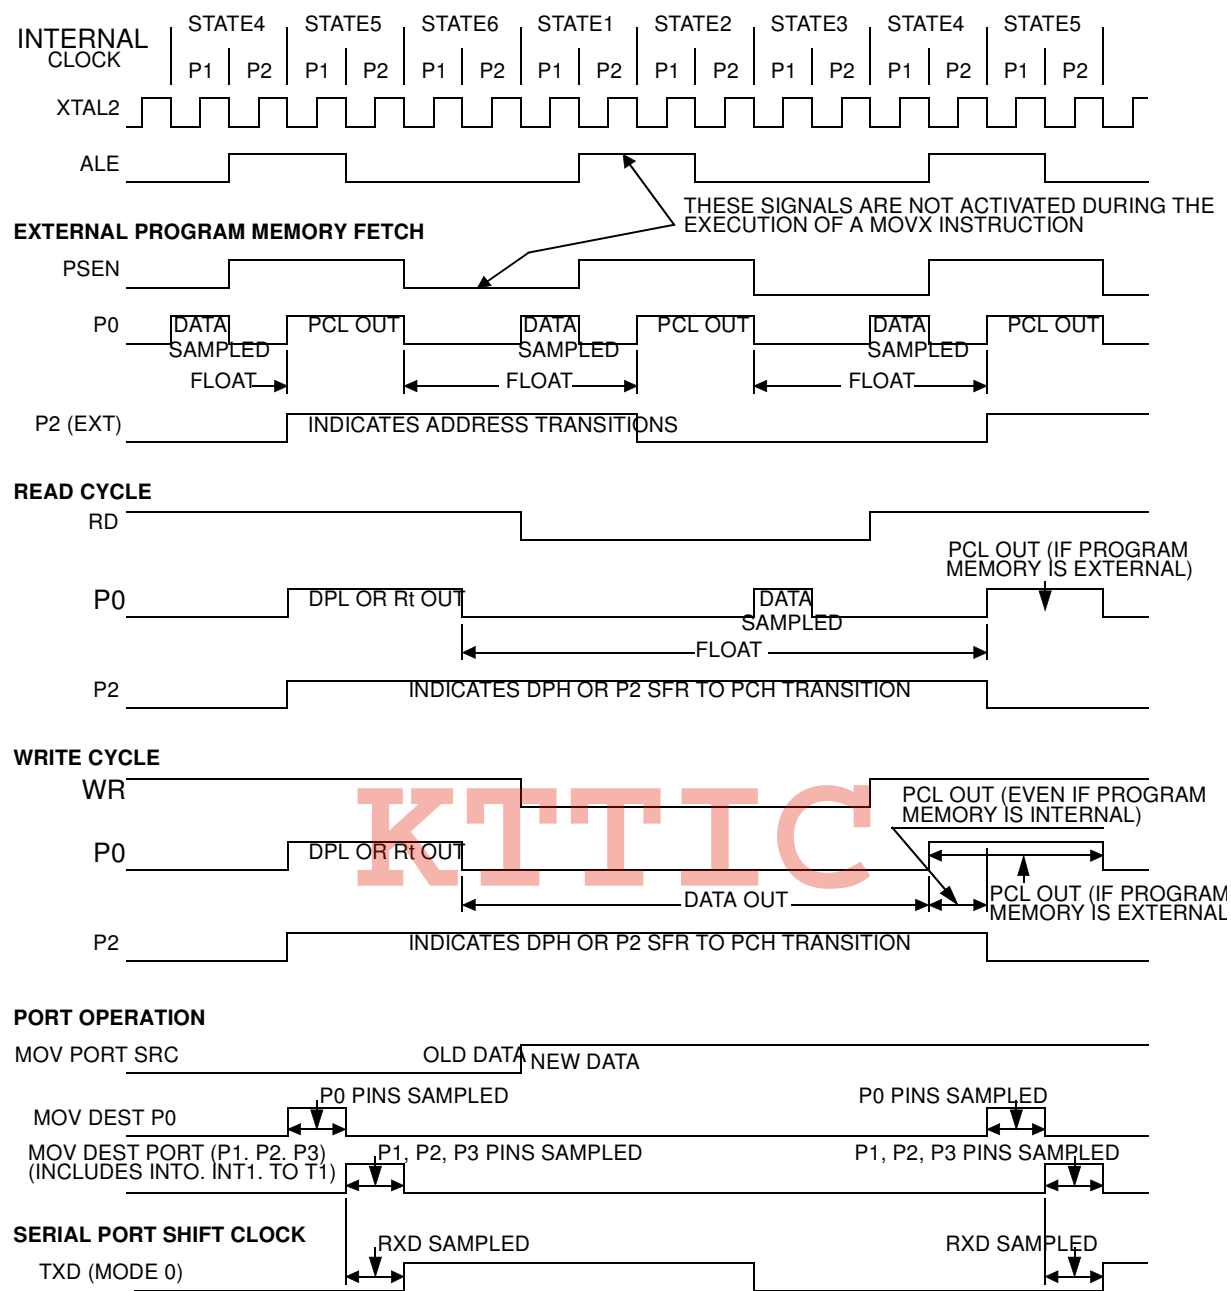 STATE4 STATE5 STATE6 STATE1 STATE2 STATE3 STATE4 STATE5
INTERNAL
CLOCK
P1 P2 P1 P2 P1 P2 P1 P2 P1 P2 P1 P2 P1 P2 P1 P2
XTAL2
ALE
THESE SIGNALS ARE NOT ACTIVATED DURING THE
EXECUTION OF A MOVX INSTRUCTION
EXTERNAL PROGRAM MEMORY FETCH
PSEN
P0 DATA PCL OUT DATA PCL OUT DATA PCL OUT
SAMPLED SAMPLED SAMPLED
FLOAT FLOAT FLOAT
P2 (EXT) INDICATES ADDRESS TRANSITIONS
READ CYCLE
RD
PCL OUT (IF PROGRAM
MEMORY IS EXTERNAL)
P0 DPL OR Rt OUT DATA
SAMPLED
FLOAT
P2 INDICATES DPH OR P2 SFR TO PCH TRANSITION
WRITE CYCLE
WR
PCL OUT (EVEN IF PROGRAM
MEMORY IS INTERNAL)
KTTIC
P0 DPL OR Rt OUT
DATA OUT
PCL OUT (IF PROGRAM
MEMORY IS EXTERNAL
P2 INDICATES DPH OR P2 SFR TO PCH TRANSITION
PORT OPERATION
MOV PORT SRC OLD DATA NEW DATA
P0 PINS SAMPLED P0 PINS SAMPLED
MOV DEST P0
MOV DEST PORT (P1. P2. P3) P1, P2, P3 PINS SAMPLED P1, P2, P3 PINS SAMPLED
(INCLUDES INTO. INT1. TO T1)
SERIAL PORT SHIFT CLOCK
RXD SAMPLED RXD SAMPLED
TXD (MODE 0)